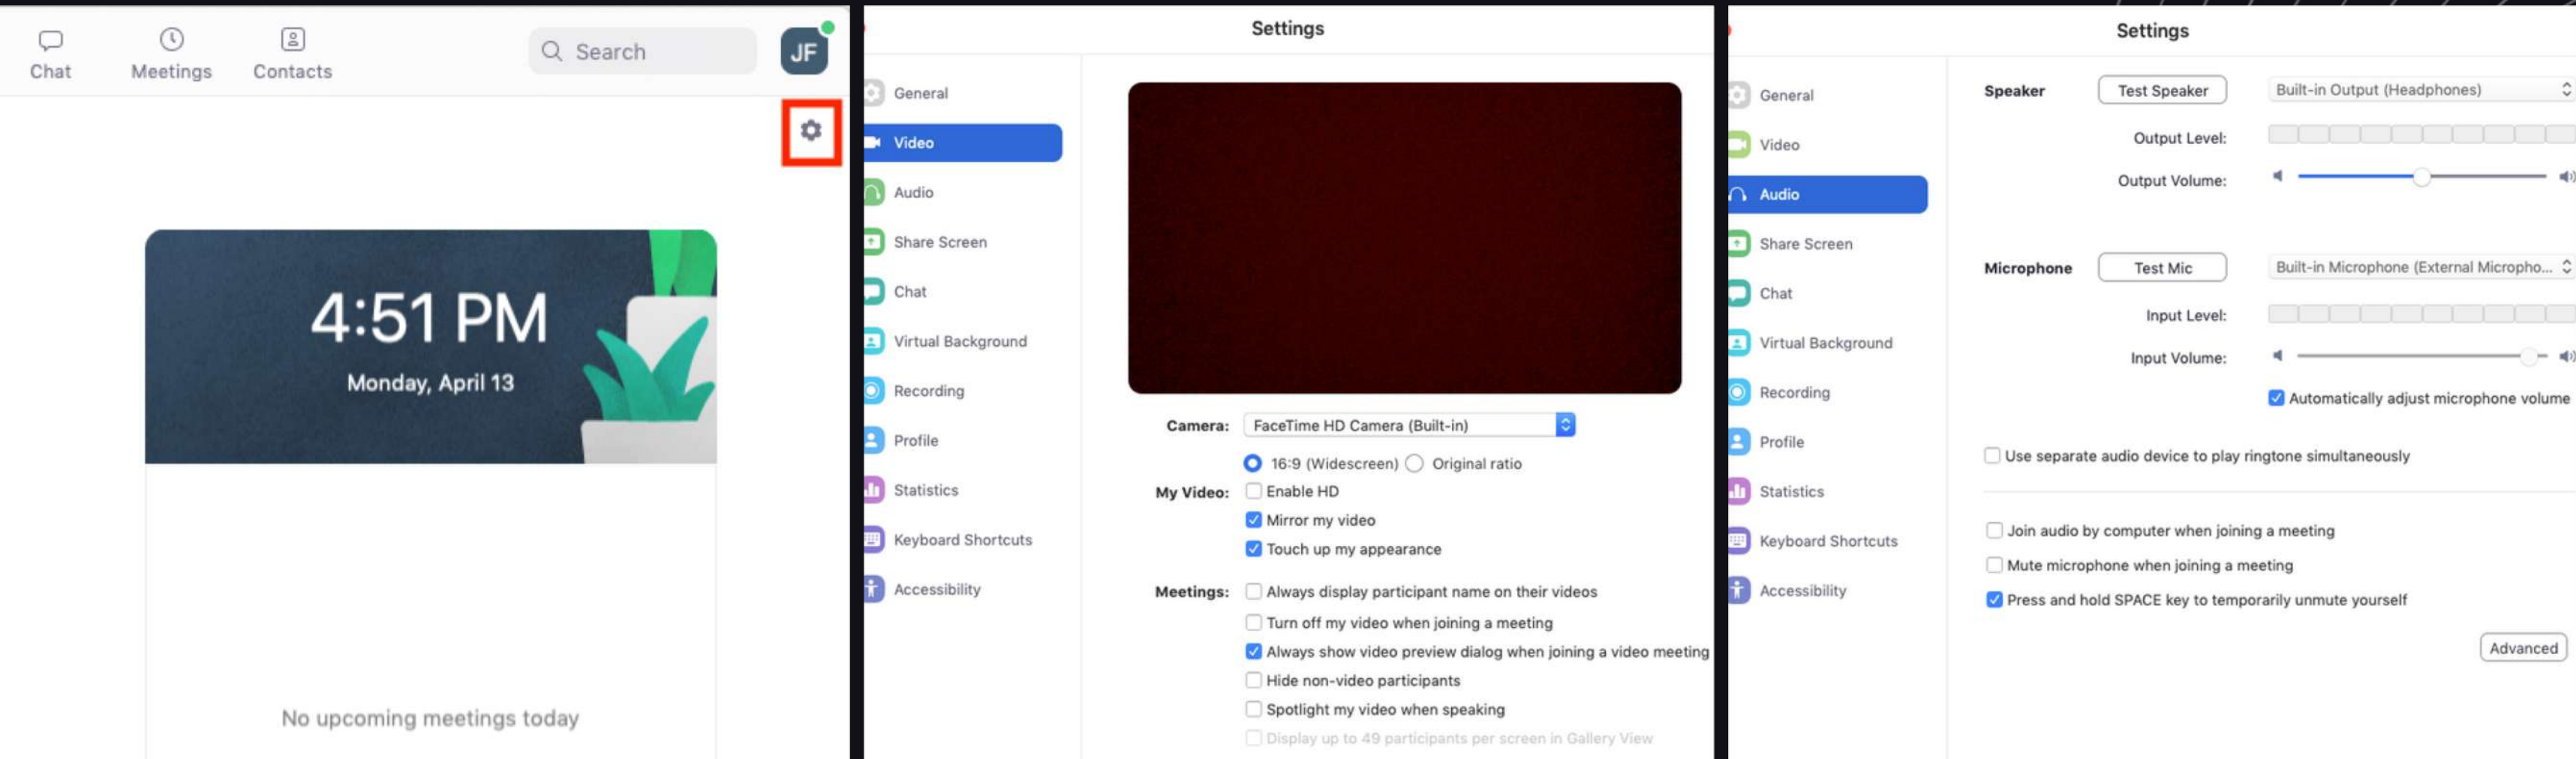 Chat
Meetings
Contacts
Search
JF
4:51 PM
Monday, April 13
No upcoming meetings today
Settings
General
Video
Audio
Share Screen
Chat
Virtual Background
Recording
Profile
Statistics
Keyboard Shortcuts
Accessibility
Camera: FaceTime HD Camera (Built-in)
16:9 (Widescreen) Original ratio
My Video: Enable HD
Mirror my video
Touch up my appearance
Meetings: Always display participant name on their videos
Turn off my video when joining a meeting
Always show video preview dialog when joining a video meeting
Hide non-video participants
Spotlight my video when speaking
Display up to 49 participants per screen in Gallery View
Settings
General
Video
Audio
Share Screen
Chat
Virtual Background
Recording
Profile
Statistics
Keyboard Shortcuts
Accessibility
Speaker Test Speaker Built-in Output (Headphones)
Output Level:
Output Volume:
Microphone Test Mic Built-in Microphone (External Micropho...
Input Level:
Input Volume:
Automatically adjust microphone volume
Use separate audio device to play ringtone simultaneously
Join audio by computer when joining a meeting
Mute microphone when joining a meeting
Press and hold SPACE key to temporarily unmute yourself
Advanced